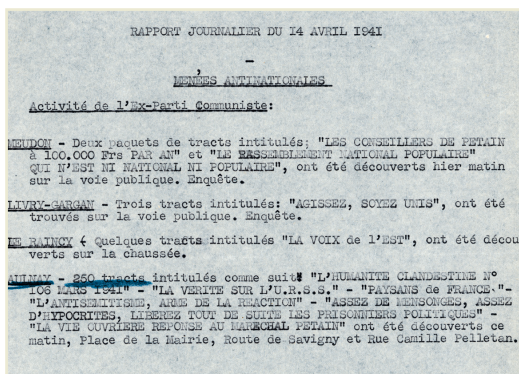 RAPPORT JOURNALIER DU I4 AVRIL I94I
MENÉES ANTINATIONALES
Activité de l'Ex-Parti Communiste:
MEUDON - Deux paquets de tracts intitulés: "LES CONSEILLERS DE PETAIN
à 100.000 Frs PAR AN" et "LE RASSEMBLEMENT NATIONAL POPULAIRE"
QUI N'EST NI NATIONAL NI POPULAIRE", ont été découverts hier matin
sur la voie publique. Enquête.
LIVRY-GARGAN - Trois tracts intitulés: "AGISSEZ, SOYEZ UNIS", ont été
trouvés sur la voie publique. Enquête.
LE RAINCY - Quelques tracts intitulés "LA VOIX de l'EST", ont été décou
verts sur la chaussée.
AULNAY - 250 tracts intitulés comme suit "L'HUMANITE CLANDESTINE N°
106 MARS 1941" - "LA VERITE SUR L'U.R.S.S." - "PAYSANS de FRANCE "-
"L'ANTISEMITISME, ARME DE LA REACTION" - "ASSEZ DE MENSONGES, ASSEZ
D'HYPOCRITES, LIBEREZ TOUT DE SUITE LES PRISONNIERS POLITIQUES" -
"LA VIE OUVRIERE REPONSE AU MARECHAL PETAIN" ont été découverts ce
matin, Place de la Mairie, Route de Savigny et Rue Camille Pelletan.